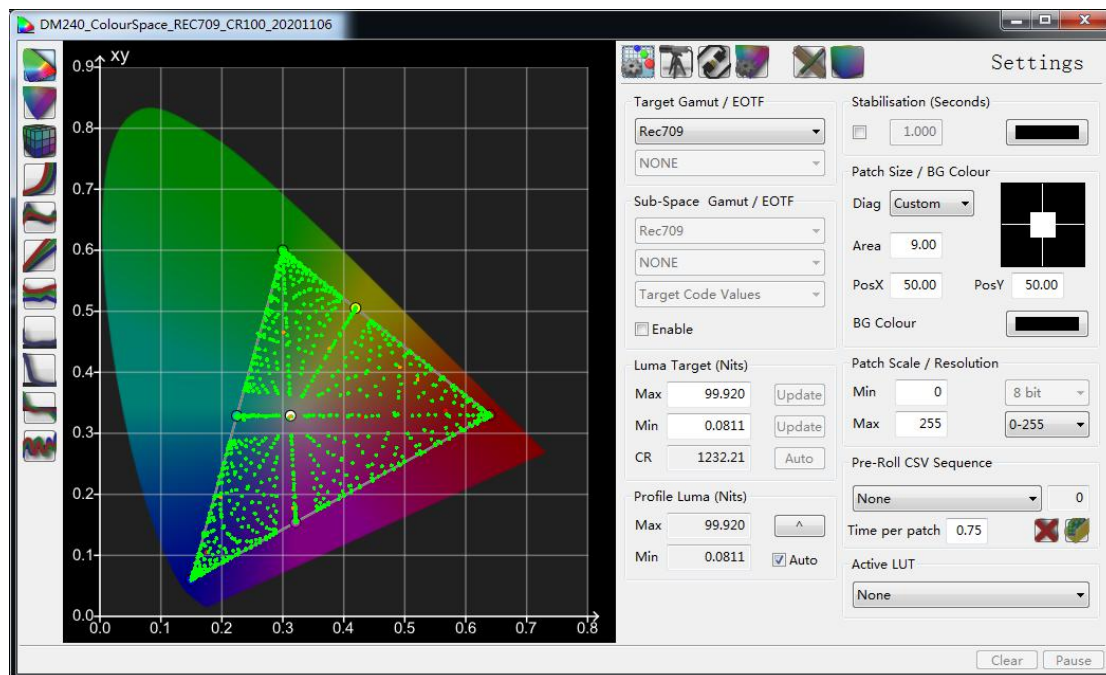 DM240_ColourSpace_REC709_CR100_20201106
xy
0.9
0.8
0.7
0.6
0.5
0.4
0.3
0.2
0.1
0.0
0.0 0.1 0.2 0.3 0.4 0.5 0.6 0.7 0.8
Settings
Target Gamut / EOTF
Rec709
NONE
Sub-Space Gamut / EOTF
Rec709
NONE
Target Code Values
Enable
Luma Target (Nits)
Max 99.920 Update
Min 0.0811 Update
CR 1232.21 Auto
Profile Luma (Nits)
Max 99.920 ^
Min 0.0811 Auto
Stabilisation (Seconds)
1.000
Patch Size / BG Colour
Diag Custom
Area 9.00
PosX 50.00 PosY 50.00
BG Colour
Patch Scale / Resolution
Min 0 8 bit
Max 255 0-255
Pre-Roll CSV Sequence
None 0
Time per patch 0.75
Active LUT
None
Clear Pause